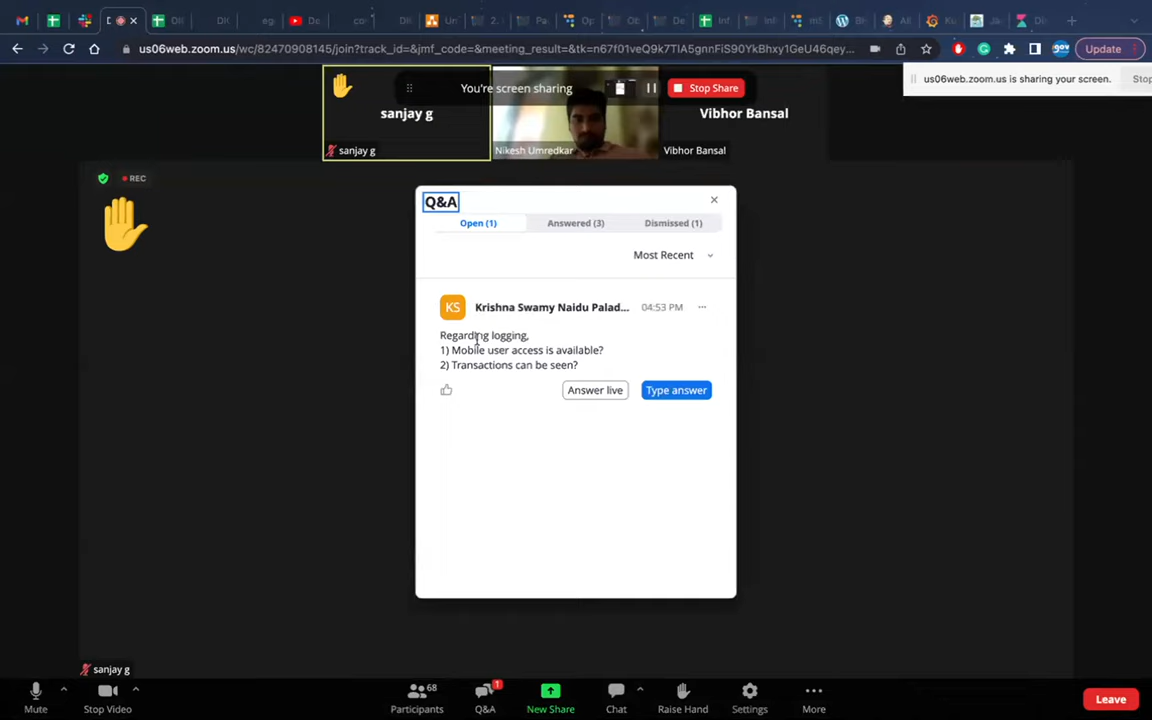 us06web.zoom.us/wc/82470908145/join?track_id=&jmf_code=&meeting_result=&tk=n67f01veQ9k7TIA5gnnFiS90YkBhxy1GeU46qey...
Update
us06web.zoom.us is sharing your screen.
Stop
You're screen sharing
Stop Share
sanjay g
Vibhor Bansal
sanjay g
Nikesh Umredkar
Vibhor Bansal
REC
Q&A
Open (1)
Answered (3)
Dismissed (1)
Most Recent
KS
Krishna Swamy Naidu Palad...
04:53 PM
Regarding logging,
1) Mobile user access is available?
2) Transactions can be seen?
Answer live
Type answer
sanjay g
68
1
Mute
Stop Video
Participants
Q&A
New Share
Chat
Raise Hand
Settings
More
Leave